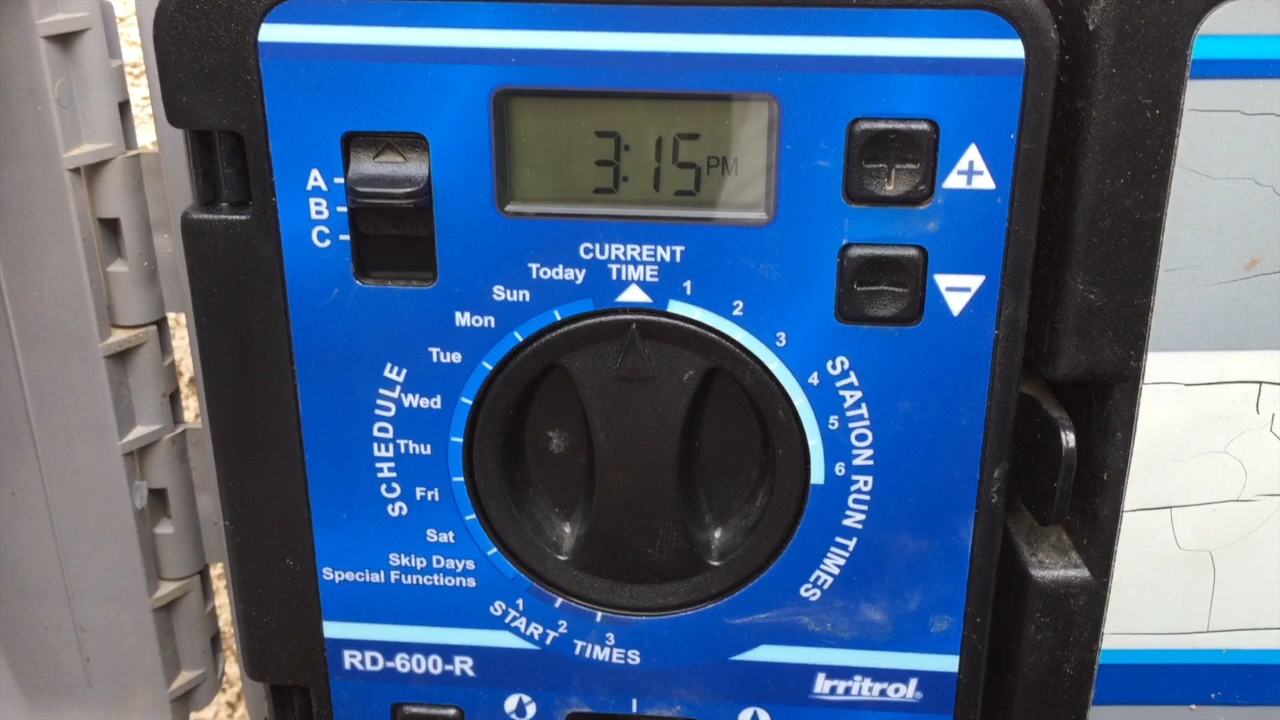 3:15 PM
A
B
C
+
−
CURRENT
TIME
Today
Sun
Mon
Tue
Wed
Thu
Fri
Sat
Skip Days
Special Functions
SCHEDULE
1
2
3
4
5
6
STATION RUN TIMES
1
2
3
START TIMES
RD-600-R
Irritrol®